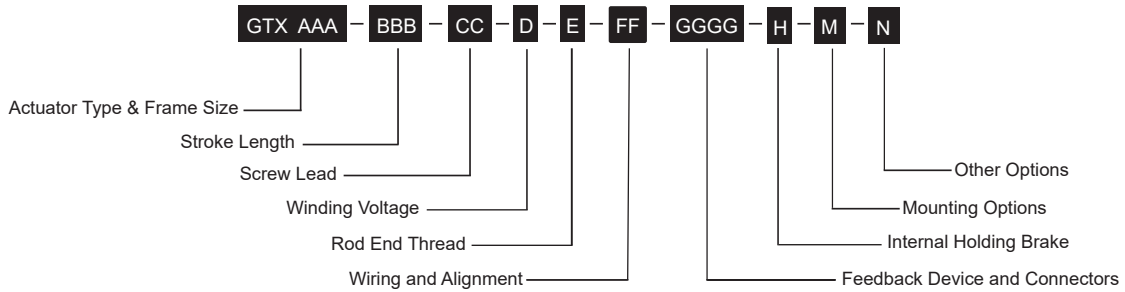 GTX AAA - BBB - CC - D - E - FF - GGGG - H - M - N
Actuator Type & Frame Size
Stroke Length
Screw Lead
Other Options
Winding Voltage
Mounting Options
Rod End Thread
Internal Holding Brake
Wiring and Alignment
Feedback Device and Connectors